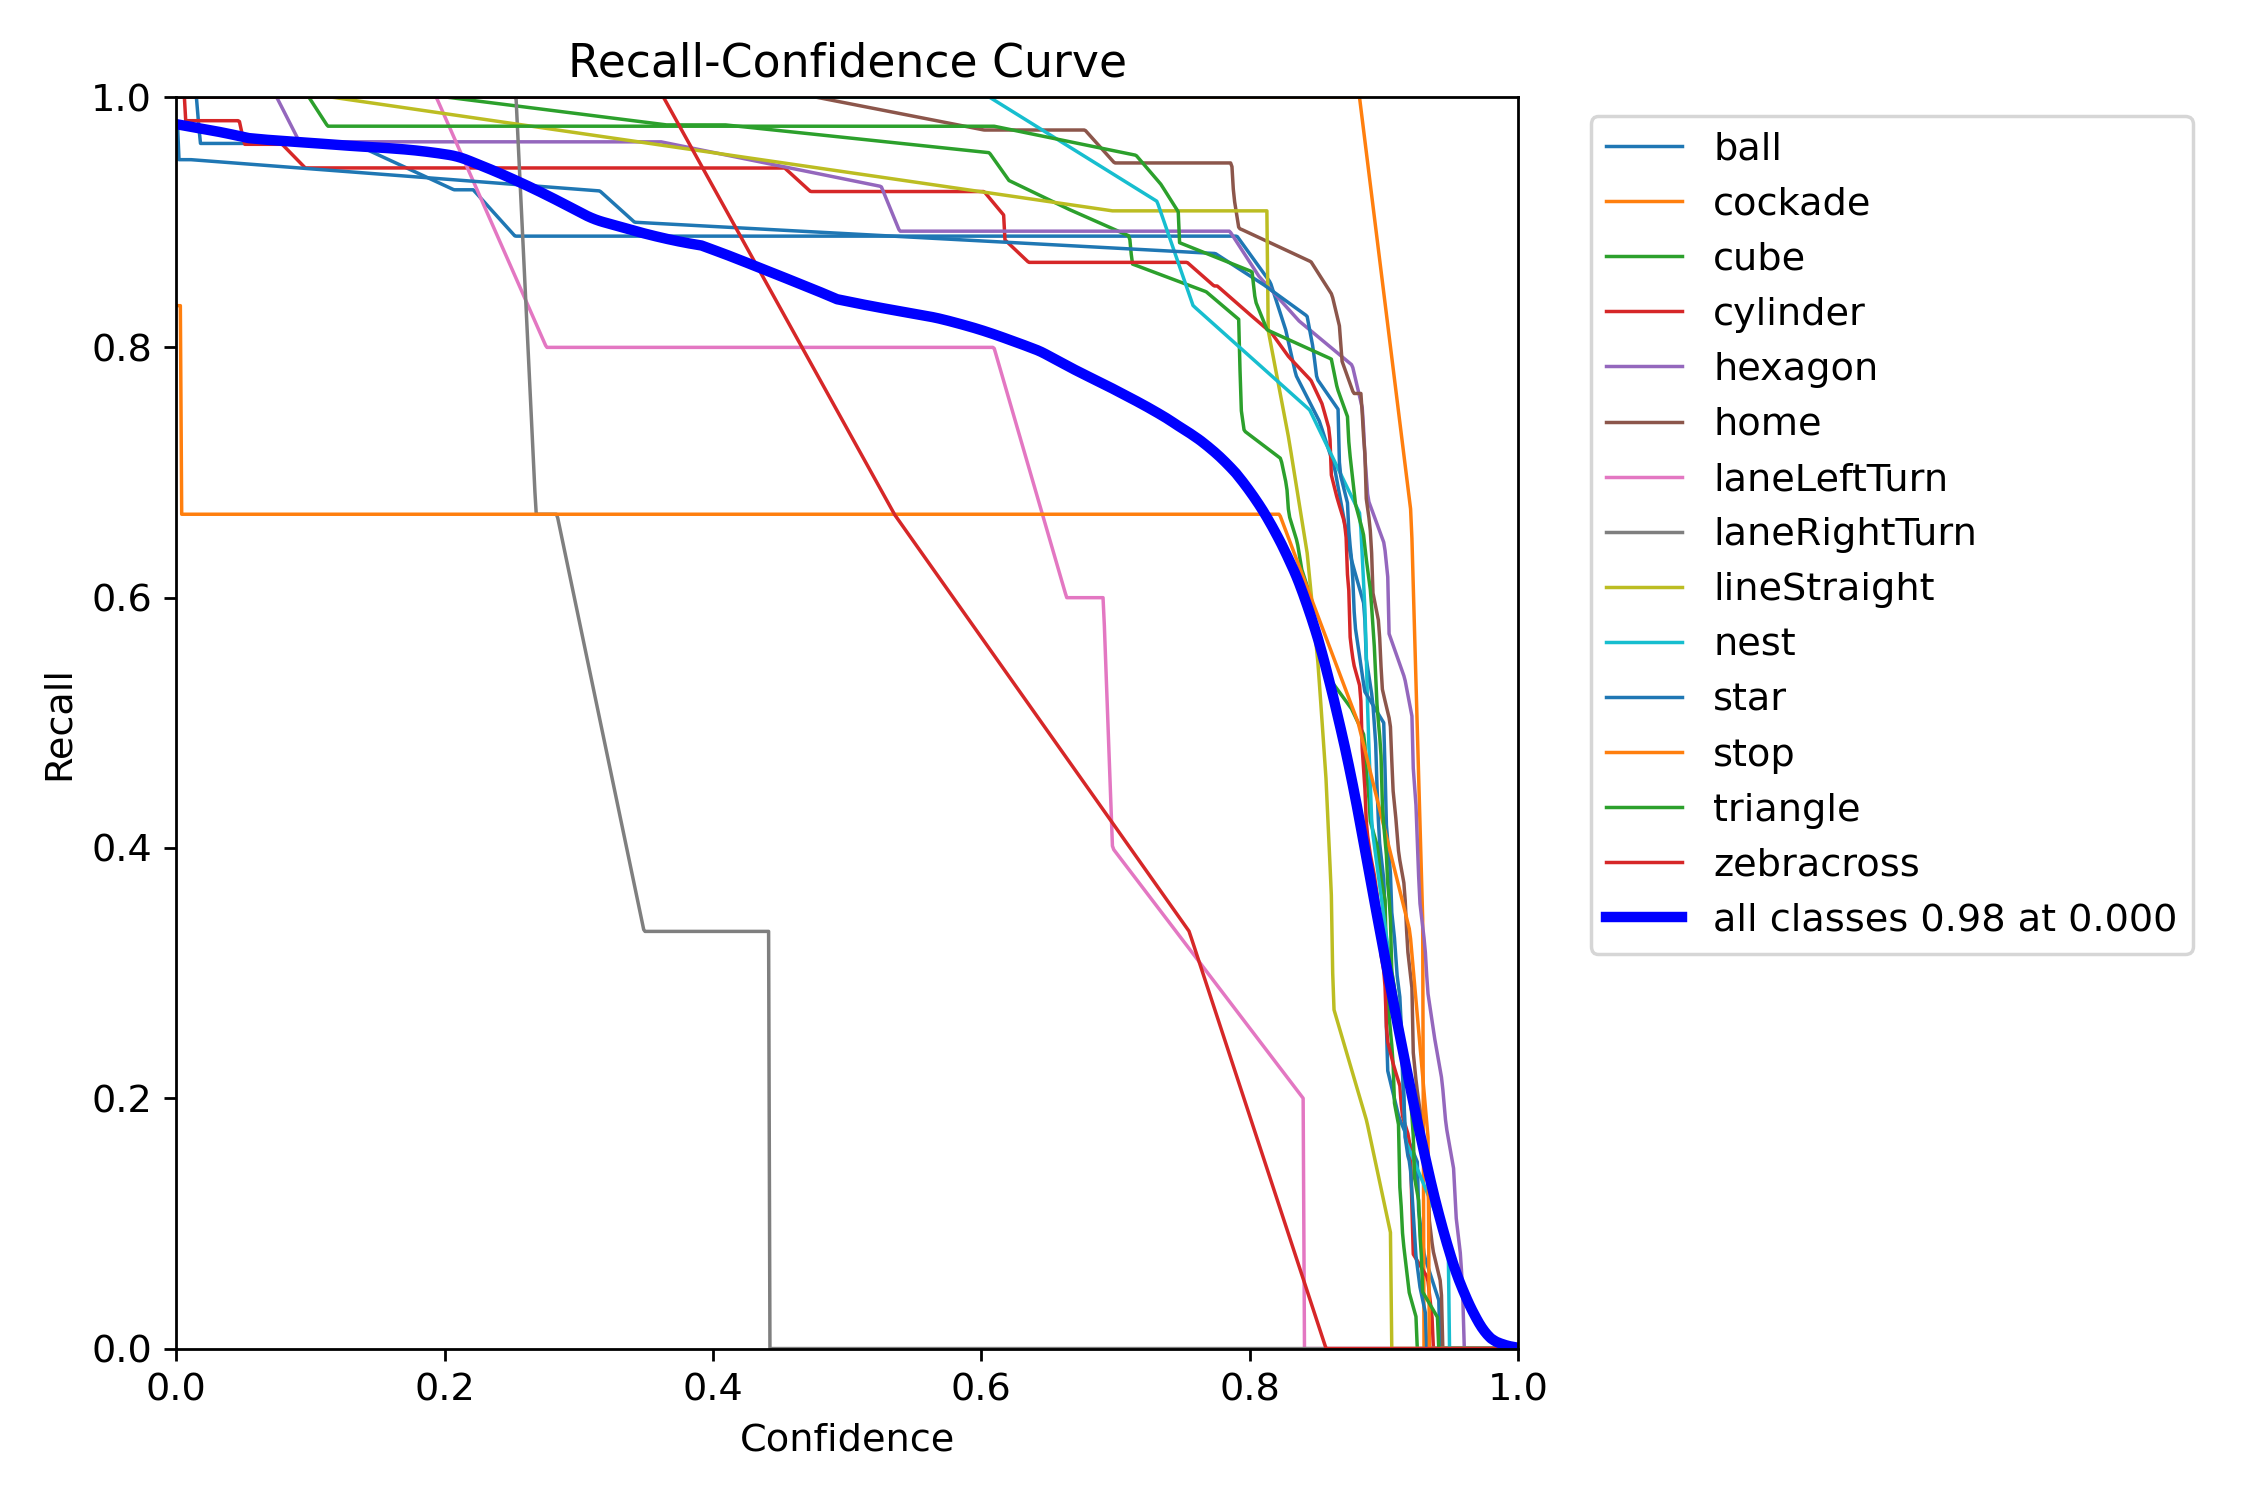 Recall-Confidence Curve
1.0
0.8
0.6
0.4
0.2
0.0
Recall
0.0 0.2 0.4 0.6 0.8 1.0
Confidence
ball
cockade
cube
cylinder
hexagon
home
laneLeftTurn
laneRightTurn
lineStraight
nest
star
stop
triangle
zebracross
all classes 0.98 at 0.000